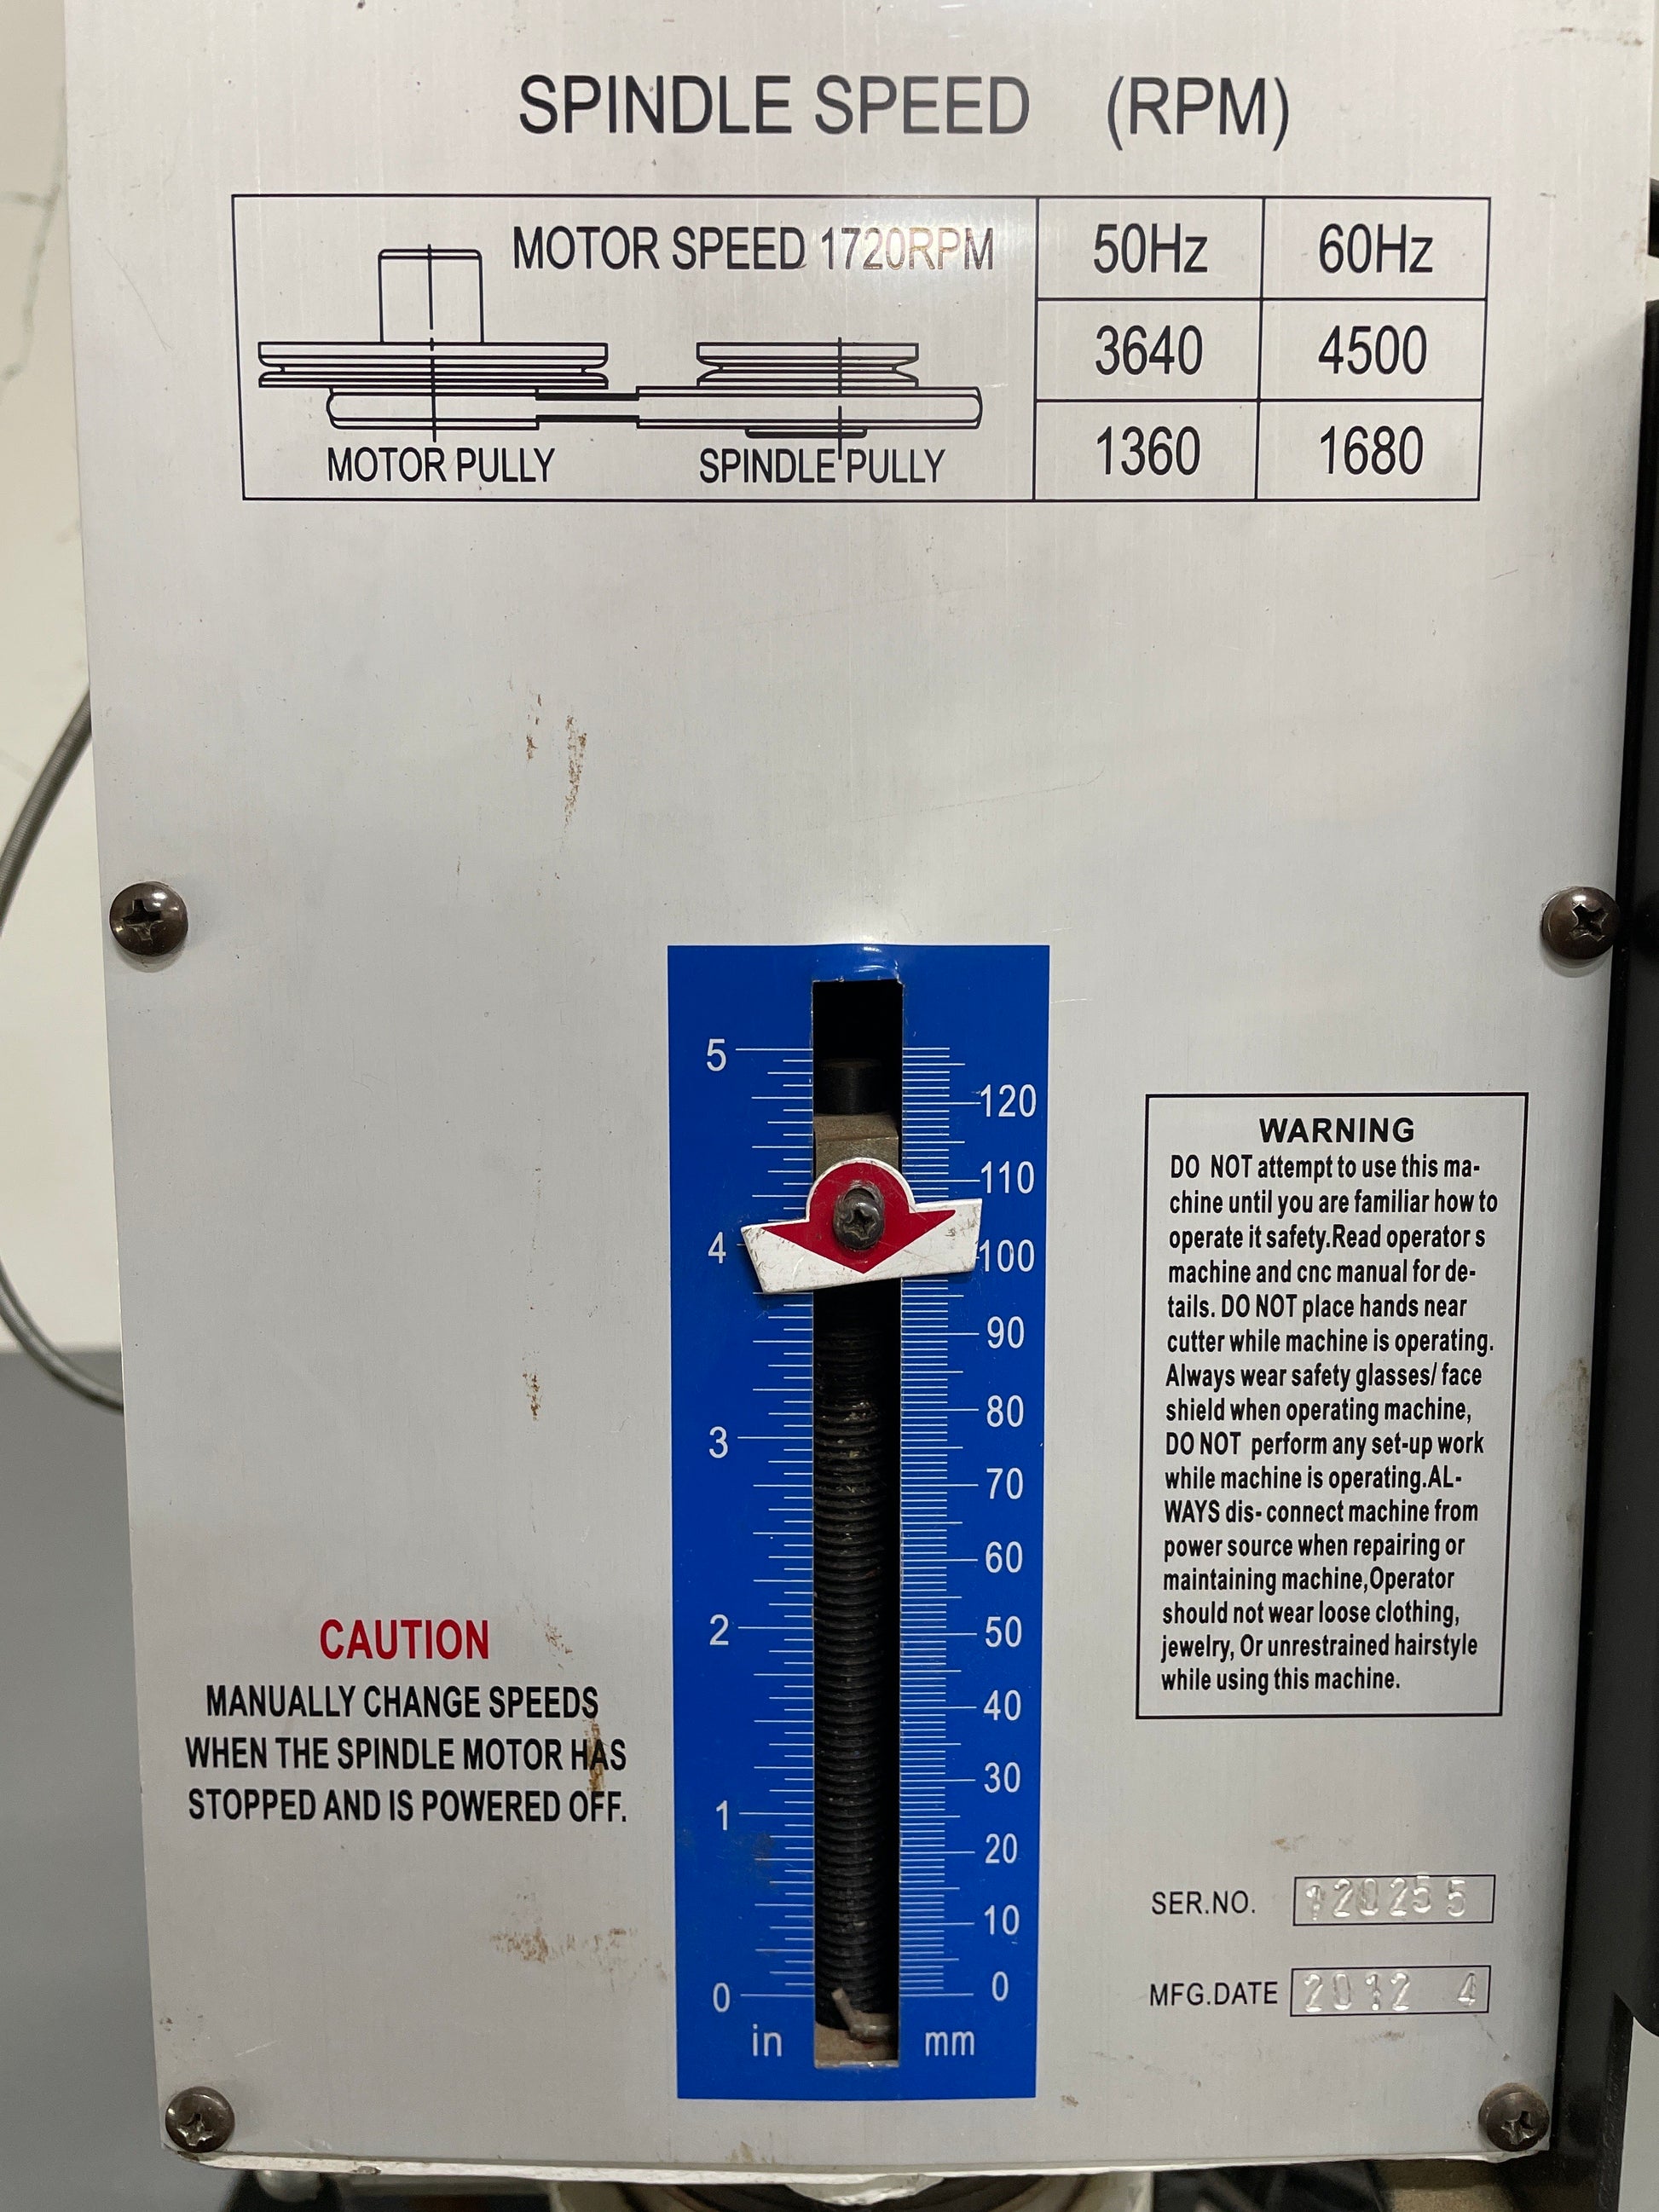 SPINDLE SPEED (RPM)
MOTOR SPEED 1720RPM
50Hz 60Hz
3640 4500
1360 1680
MOTOR PULLY SPINDLE PULLY
5
4
3
2
1
0
in
120
110
100
90
80
70
60
50
40
30
20
10
0
mm
CAUTION
MANUALLY CHANGE SPEEDS
WHEN THE SPINDLE MOTOR HAS
STOPPED AND IS POWERED OFF.
WARNING
DO NOT attempt to use this ma-
chine until you are familiar how to
operate it safety.Read operator s
machine and cnc manual for de-
tails. DO NOT place hands near
cutter while machine is operating.
Always wear safety glasses/ face
shield when operating machine,
DO NOT perform any set-up work
while machine is operating.AL-
WAYS dis- connect machine from
power source when repairing or
maintaining machine,Operator
should not wear loose clothing,
jewelry, Or unrestrained hairstyle
while using this machine.
SER.NO. 120255
MFG.DATE 2012 4